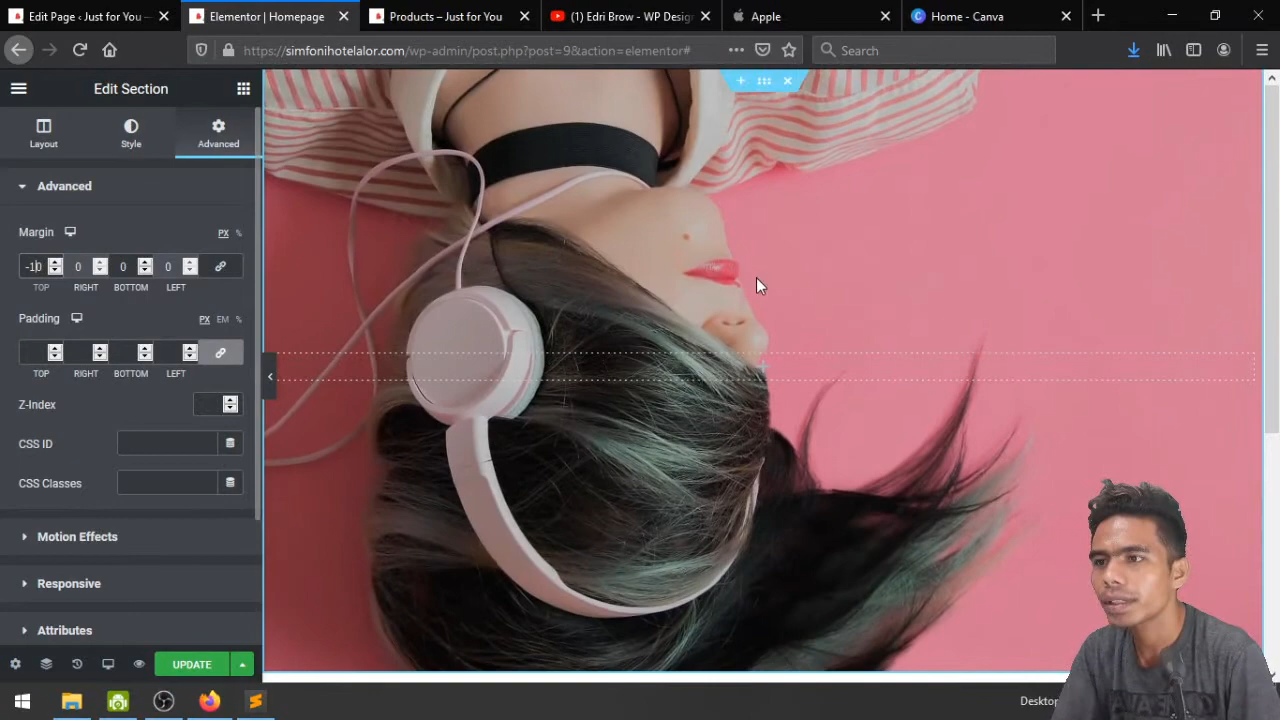 Edit Page ‹ Just for You —
Elementor | Homepage
Products – Just for You
(1) Edri Brow - WP Desig
Apple
Home - Canva
https://simfonihotelalor.com/wp-admin/post.php?post=9&action=elementor#
Search
Edit Section
Layout
Style
Advanced
Advanced
Margin
PX %
-10 0 0 0
TOP RIGHT BOTTOM LEFT
Padding
PX EM %
TOP RIGHT BOTTOM LEFT
Z-Index
CSS ID
CSS Classes
Motion Effects
Responsive
Attributes
UPDATE
Desktop